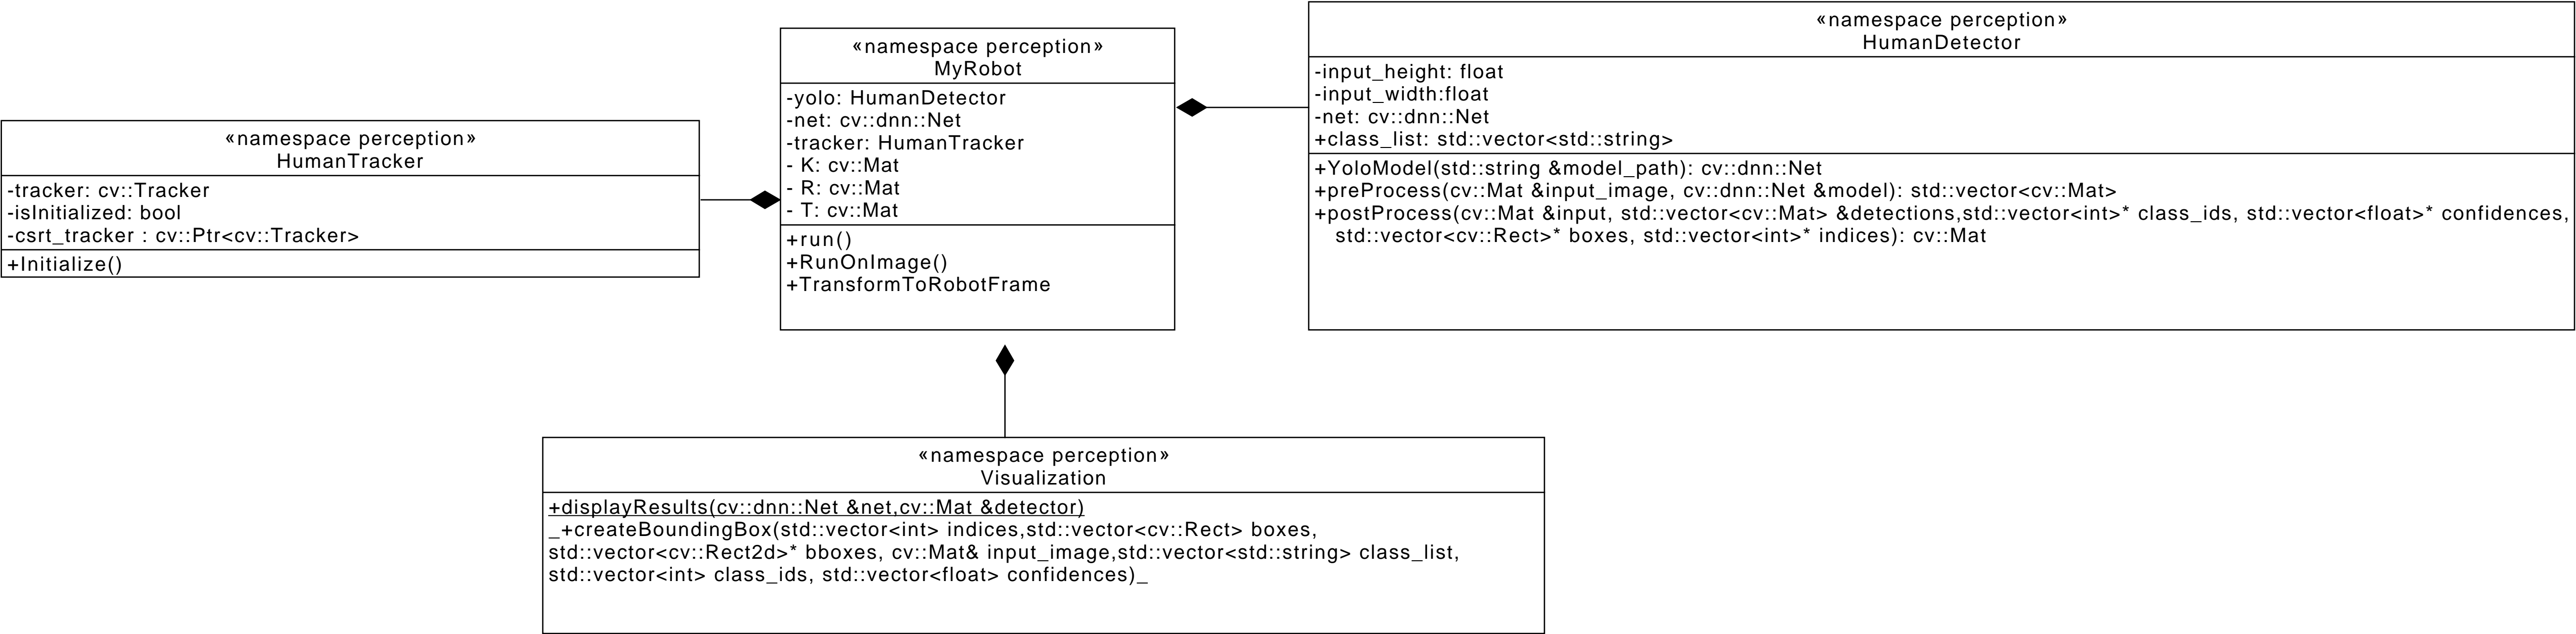 «namespace perception»
HumanTracker
-tracker: cv::Tracker
-isInitialized: bool
-csrt_tracker : cv::Ptr<cv::Tracker>
+Initialize()
«namespace perception»
MyRobot
-yolo: HumanDetector
-net: cv::dnn::Net
-tracker: HumanTracker
- K: cv::Mat
- R: cv::Mat
- T: cv::Mat
+run()
+RunOnImage()
+TransformToRobotFrame
«namespace perception»
HumanDetector
-input_height: float
-input_width:float
-net: cv::dnn::Net
+class_list: std::vector<std::string>
+YoloModel(std::string &model_path): cv::dnn::Net
+preProcess(cv::Mat &input_image, cv::dnn::Net &model): std::vector<cv::Mat>
+postProcess(cv::Mat &input, std::vector<cv::Mat> &detections,std::vector<int>* class_ids, std::vector<float>* confidences,
std::vector<cv::Rect>* boxes, std::vector<int>* indices): cv::Mat
«namespace perception»
Visualization
+displayResults(cv::dnn::Net &net,cv::Mat &detector)
_+createBoundingBox(std::vector<int> indices,std::vector<cv::Rect> boxes,
std::vector<cv::Rect2d>* bboxes, cv::Mat& input_image,std::vector<std::string> class_list,
std::vector<int> class_ids, std::vector<float> confidences)_